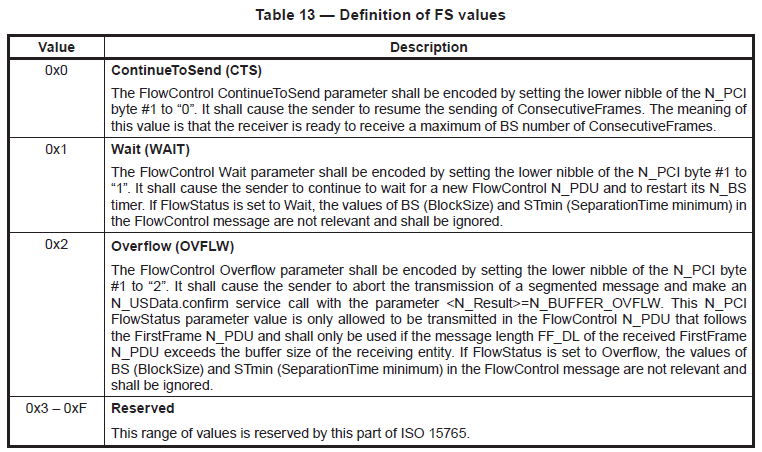 Table 13 — Definition of FS values
Value Description
0x0 ContinueToSend (CTS)
The FlowControl ContinueToSend parameter shall be encoded by setting the lower nibble of the N_PCI
byte #1 to “0”. It shall cause the sender to resume the sending of ConsecutiveFrames. The meaning of
this value is that the receiver is ready to receive a maximum of BS number of ConsecutiveFrames.
0x1 Wait (WAIT)
The FlowControl Wait parameter shall be encoded by setting the lower nibble of the N_PCI byte #1 to
“1”. It shall cause the sender to continue to wait for a new FlowControl N_PDU and to restart its N_BS
timer. If FlowStatus is set to Wait, the values of BS (BlockSize) and STmin (SeparationTime minimum) in
the FlowControl message are not relevant and shall be ignored.
0x2 Overflow (OVFLW)
The FlowControl Overflow parameter shall be encoded by setting the lower nibble of the N_PCI byte
#1 to “2”. It shall cause the sender to abort the transmission of a segmented message and make an
N_USData.confirm service call with the parameter <N_Result>=N_BUFFER_OVFLW. This N_PCI
FlowStatus parameter value is only allowed to be transmitted in the FlowControl N_PDU that follows
the FirstFrame N_PDU and shall only be used if the message length FF_DL of the received FirstFrame
N_PDU exceeds the buffer size of the receiving entity. If FlowStatus is set to Overflow, the values of
BS (BlockSize) and STmin (SeparationTime minimum) in the FlowControl message are not relevant and
shall be ignored.
0x3 – 0xF Reserved
This range of values is reserved by this part of ISO 15765.